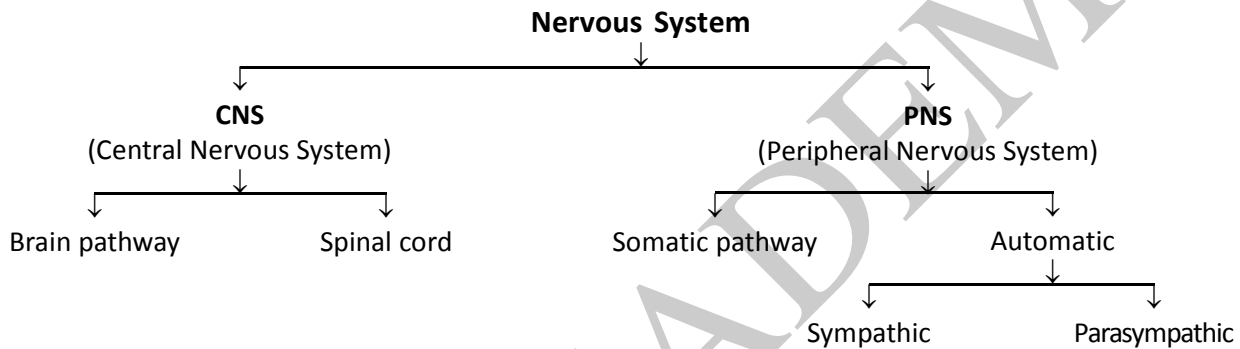 Nervous System
CNS PNS
(Central Nervous System) (Peripheral Nervous System)
Brain pathway Spinal cord Somatic pathway Automatic
Sympathic Parasympathic